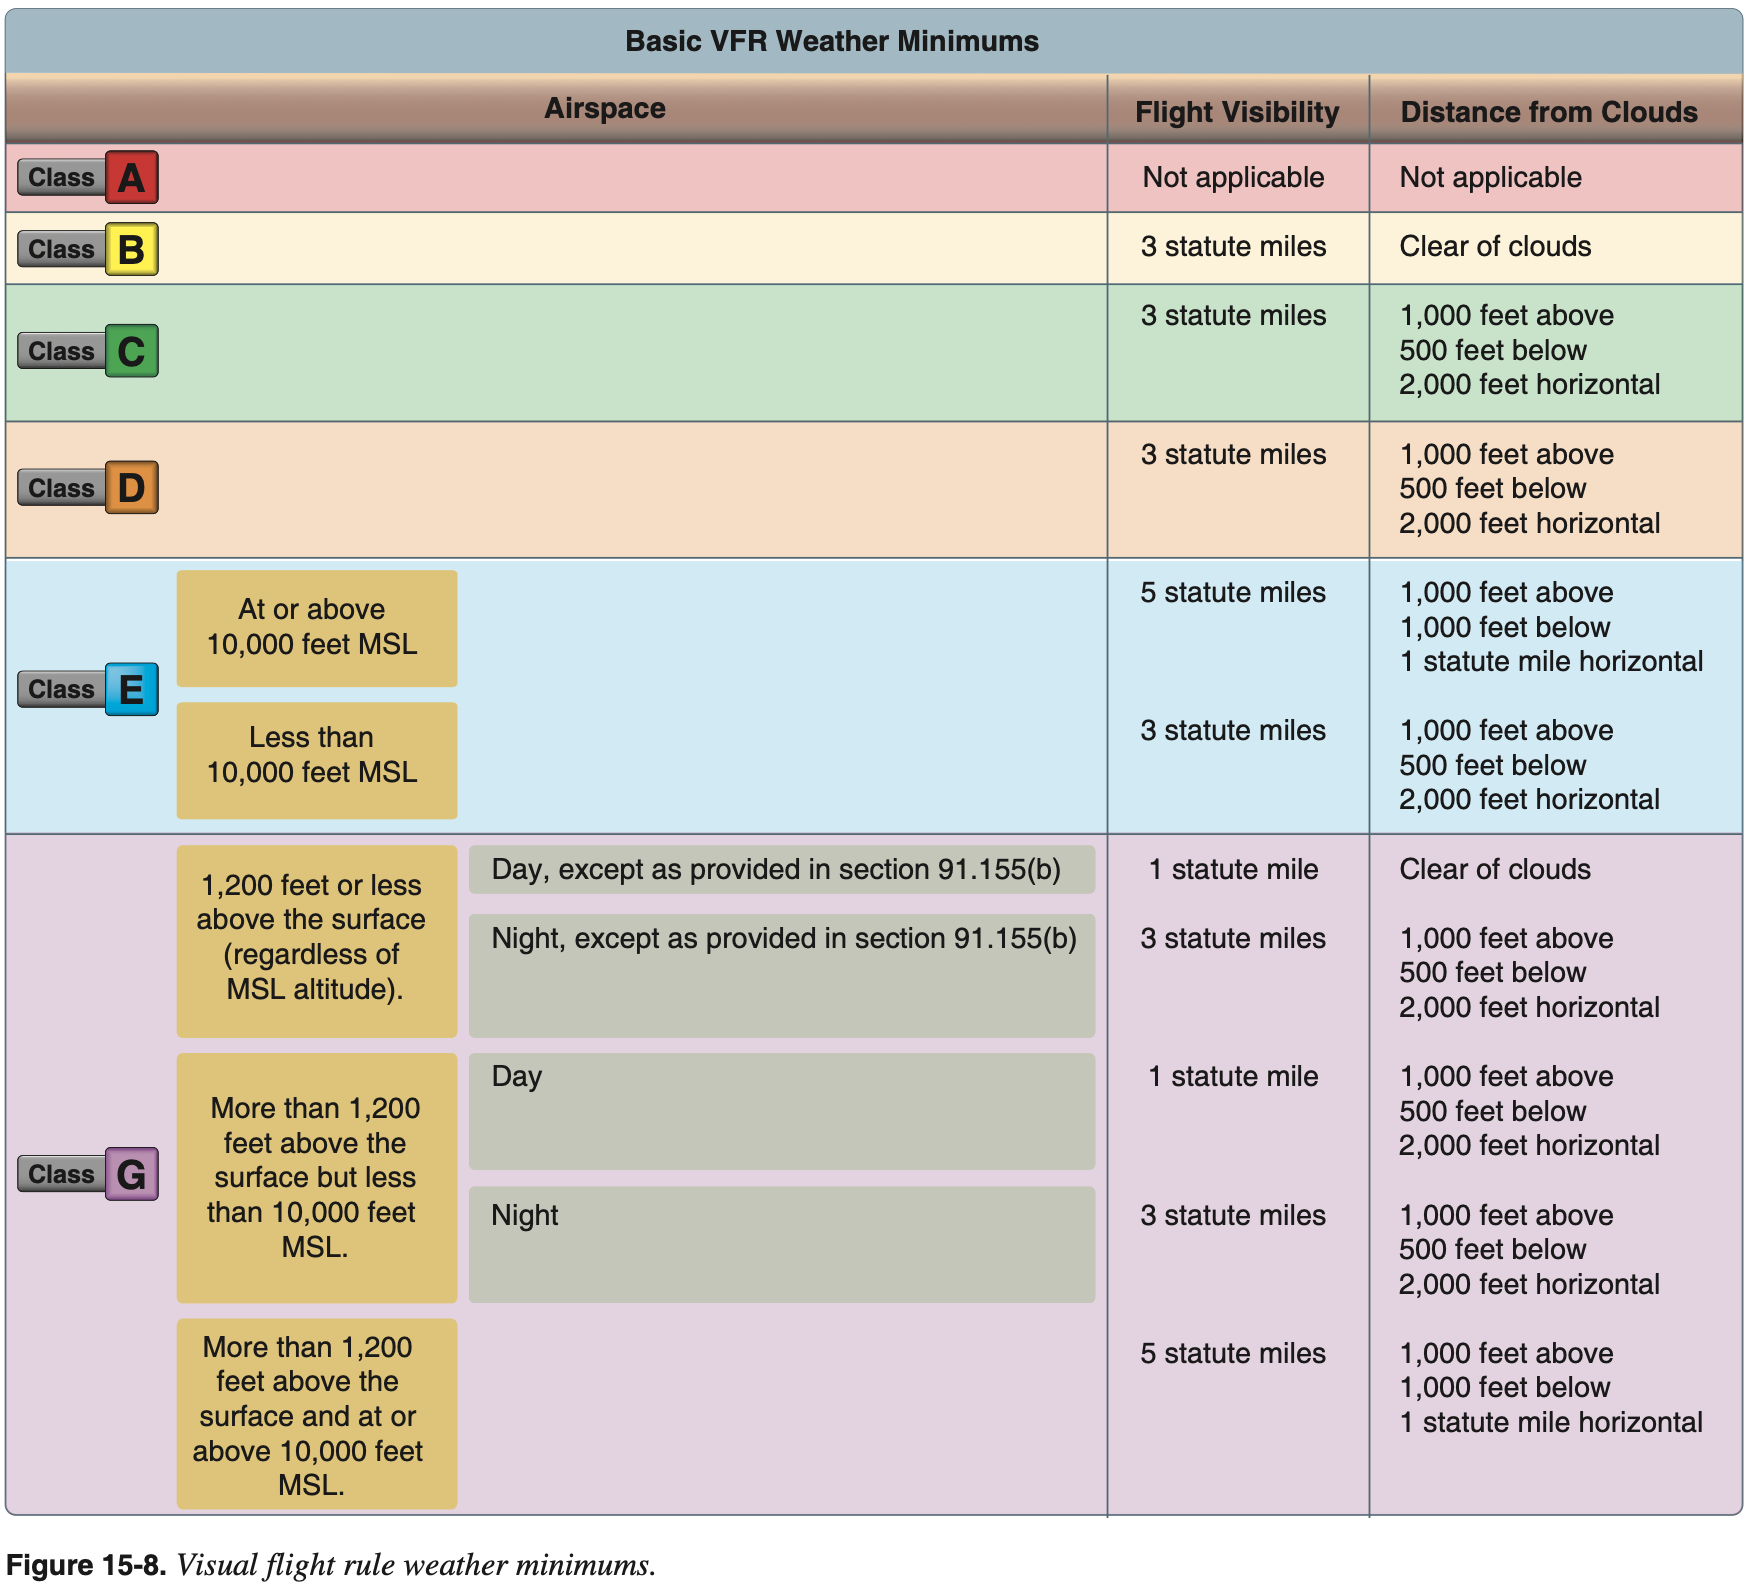 Basic VFR Weather Minimums
Airspace
Flight Visibility
Distance from Clouds
Class A
Not applicable
Not applicable
Class B
3 statute miles
Clear of clouds
Class C
3 statute miles
1,000 feet above
500 feet below
2,000 feet horizontal
Class D
3 statute miles
1,000 feet above
500 feet below
2,000 feet horizontal
Class E
At or above
10,000 feet MSL
5 statute miles
1,000 feet above
1,000 feet below
1 statute mile horizontal
Less than
10,000 feet MSL
3 statute miles
1,000 feet above
500 feet below
2,000 feet horizontal
Class G
1,200 feet or less
above the surface
(regardless of
MSL altitude).
Day, except as provided in section 91.155(b)
1 statute mile
Clear of clouds
Night, except as provided in section 91.155(b)
3 statute miles
1,000 feet above
500 feet below
2,000 feet horizontal
More than 1,200
feet above the
surface but less
than 10,000 feet
MSL.
Day
1 statute mile
1,000 feet above
500 feet below
2,000 feet horizontal
Night
3 statute miles
1,000 feet above
500 feet below
2,000 feet horizontal
More than 1,200
feet above the
surface and at or
above 10,000 feet
MSL.
5 statute miles
1,000 feet above
1,000 feet below
1 statute mile horizontal
Figure 15-8. Visual flight rule weather minimums.